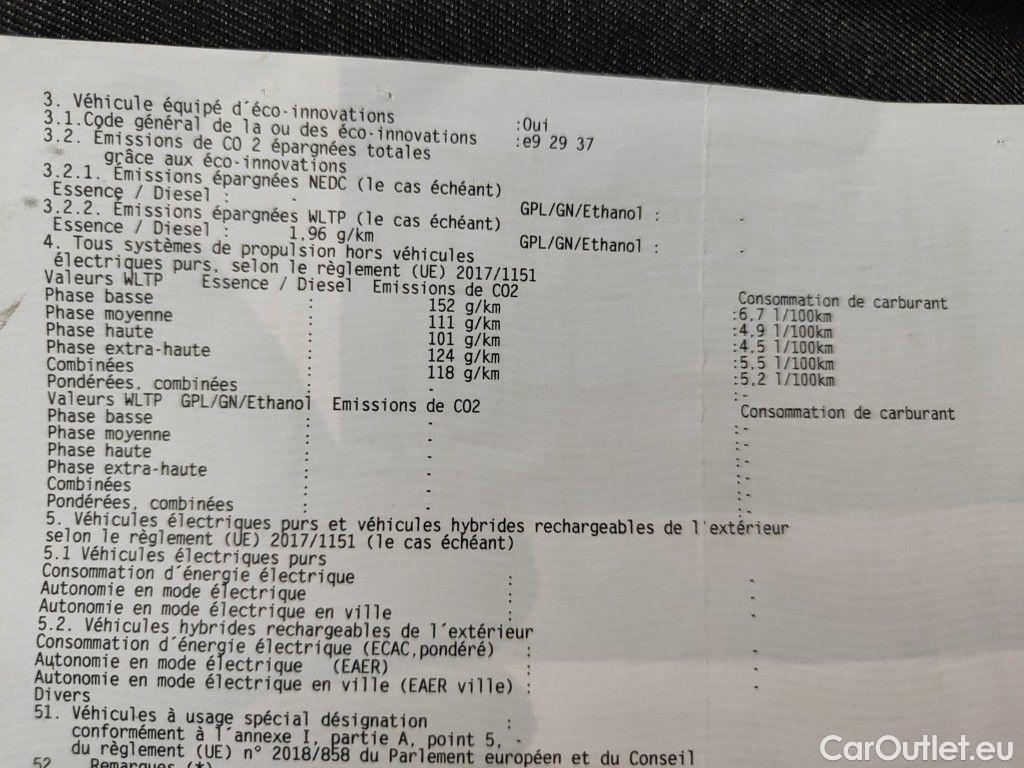 3. Véhicule équipé d´éco-innovations :Oui
3.1.Code général de la ou des éco-innovations :e9 29 37
3.2. Émissions de CO 2 épargnées totales
grâce aux éco-innovations
3.2.1. Émissions épargnées NEDC (le cas échéant)
Essence / Diesel : - GPL/GN/Ethanol : -
3.2.2. Émissions épargnées WLTP (le cas échéant)
Essence / Diesel : 1,96 g/km GPL/GN/Ethanol : -
4. Tous systèmes de propulsion hors véhicules
électriques purs, selon le règlement (UE) 2017/1151
Valeurs WLTP Essence / Diesel Emissions de CO2 Consommation de carburant
Phase basse : 152 g/km :6,7 l/100km
Phase moyenne : 111 g/km :4,9 l/100km
Phase haute : 101 g/km :4,5 l/100km
Phase extra-haute : 124 g/km :5,5 l/100km
Combinées : 118 g/km :5,2 l/100km
Pondérées, combinées : - :-
Valeurs WLTP GPL/GN/Ethanol Emissions de CO2 Consommation de carburant
Phase basse : - :-
Phase moyenne : - :-
Phase haute : - :-
Phase extra-haute : - :-
Combinées : - :-
Pondérées, combinées : - :-
5. Véhicules électriques purs et véhicules hybrides rechargeables de l'extérieur
selon le règlement (UE) 2017/1151 (le cas échéant)
5.1 Véhicules électriques purs
Consommation d´énergie électrique : -
Autonomie en mode électrique : -
Autonomie en mode électrique en ville : -
5.2. Véhicules hybrides rechargeables de l´extérieur
Consommation d´énergie électrique (ECAC,pondéré) : -
Autonomie en mode électrique (EAER) : -
Autonomie en mode électrique en ville (EAER ville) : -
Divers
51. Véhicules à usage spécial désignation :
conformément à l´annexe I, partie A, point 5, -
du règlement (UE) n° 2018/858 du Parlement européen et du Conseil
52. Remarques (*)
CarOutlet.eu